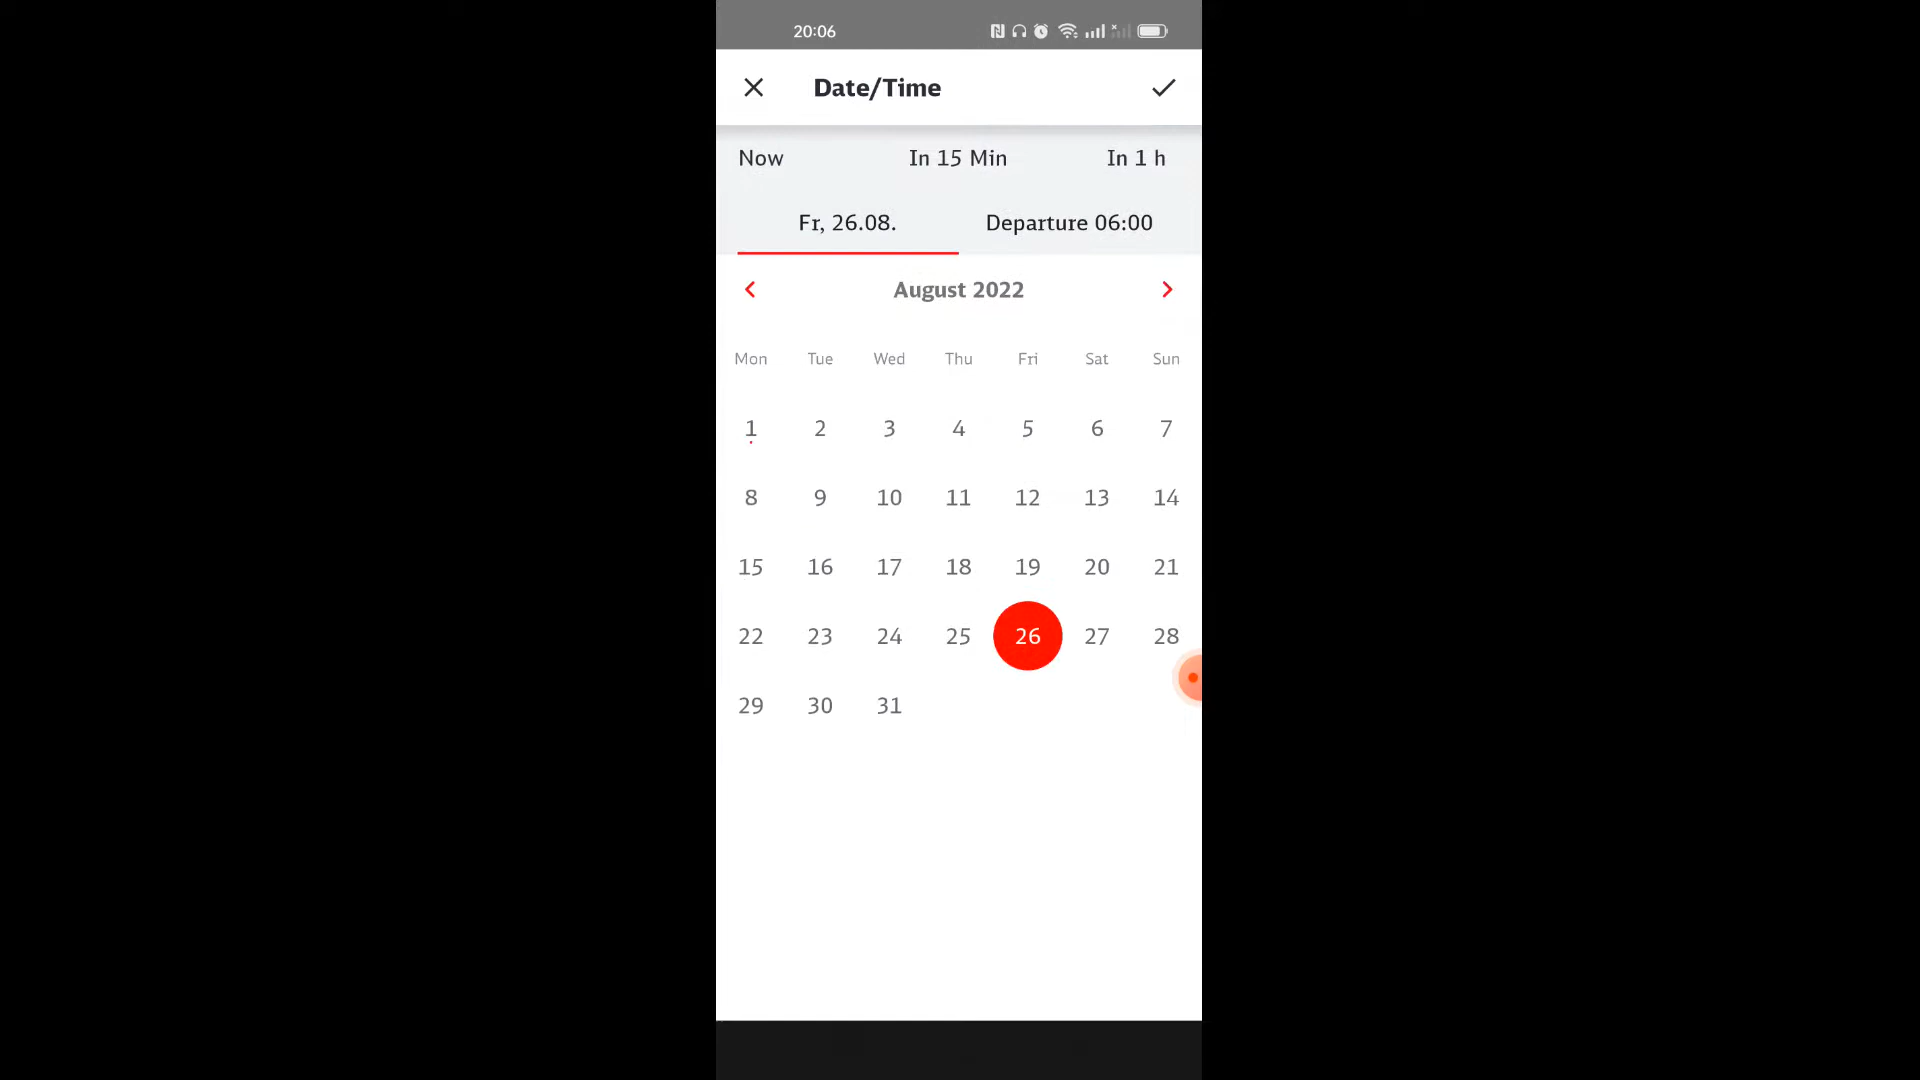 20:06
Date/Time
Now In 15 Min In 1 h
Fr, 26.08. Departure 06:00
August 2022
Mon Tue Wed Thu Fri Sat Sun
1 2 3 4 5 6 7
8 9 10 11 12 13 14
15 16 17 18 19 20 21
22 23 24 25 26 27 28
29 30 31